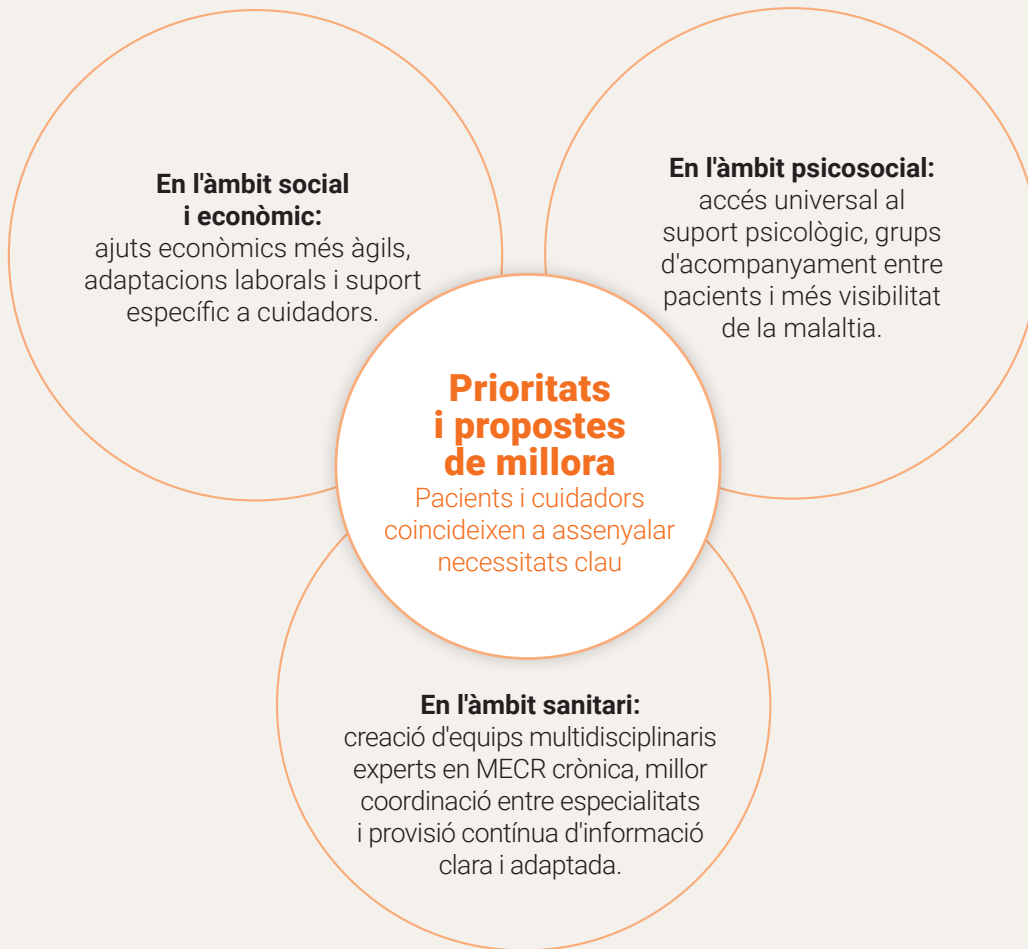 En l'àmbit social
i econòmic:
ajuts econòmics més àgils,
adaptacions laborals i suport
específic a cuidadors.
En l'àmbit psicosocial:
accés universal al
suport psicològic, grups
d'acompanyament entre
pacients i més visibilitat
de la malaltia.
Prioritats
i propostes
de millora
Pacients i cuidadors
coincideixen a assenyalar
necessitats clau
En l'àmbit sanitari:
creació d'equips multidisciplinaris
experts en MECR crònica, millor
coordinació entre especialitats
i provisió contínua d'informació
clara i adaptada.